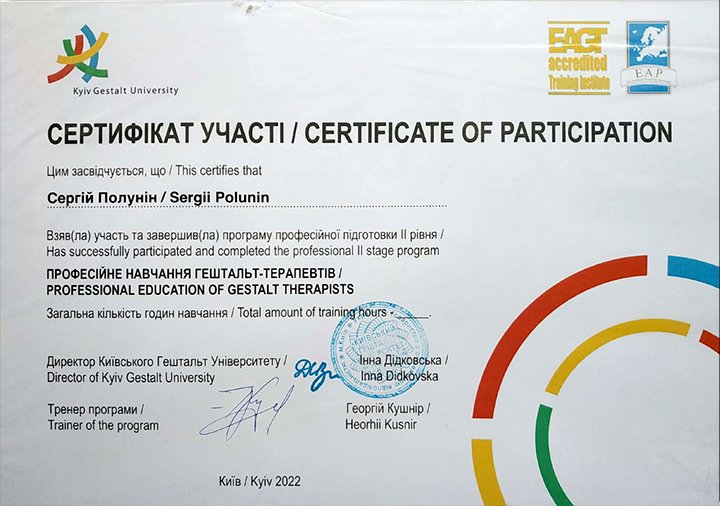 Kyiv Gestalt University
EAGT
accredited
Training Institute
EAP
СЕРТИФІКАТ УЧАСТІ / CERTIFICATE OF PARTICIPATION
Цим засвідчується, що / This certifies that
Сергій Полунін / Sergii Polunin
Взяв(ла) участь та завершив(ла) програму професійної підготовки II рівня /
Has successfully participated and completed the professional II stage program
ПРОФЕСІЙНЕ НАВЧАННЯ ГЕШТАЛЬТ-ТЕРАПЕВТІВ /
PROFESSIONAL EDUCATION OF GESTALT THERAPISTS
Загальна кількість годин навчання / Total amount of training hours - ______.
Директор Київського Гештальт Університету / Інна Дідковська /
Director of Kyiv Gestalt University Inna Didkovska
Тренер програми / Георгій Кушнір /
Trainer of the program Heorhii Kusnir
Київ / Kyiv 2022